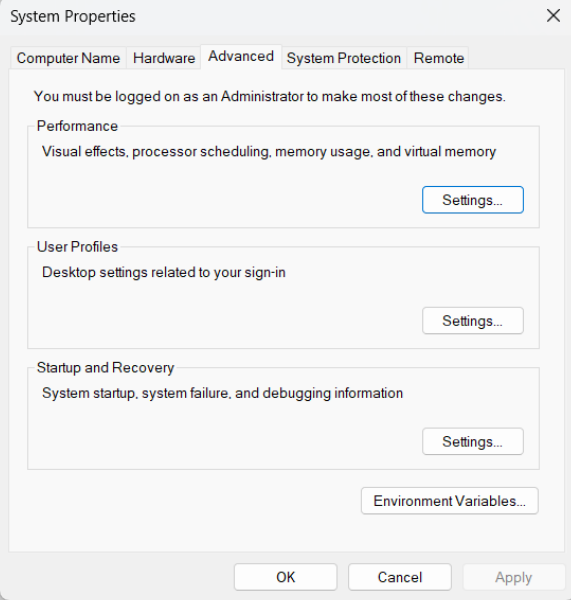 System Properties
Computer Name Hardware Advanced System Protection Remote
You must be logged on as an Administrator to make most of these changes.
Performance
Visual effects, processor scheduling, memory usage, and virtual memory
Settings...
User Profiles
Desktop settings related to your sign-in
Settings...
Startup and Recovery
System startup, system failure, and debugging information
Settings...
Environment Variables...
OK Cancel Apply